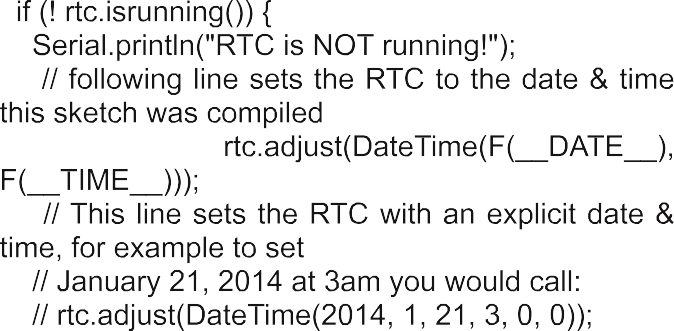 if (! rtc.isrunning()) {
Serial.println("RTC is NOT running!");
// following line sets the RTC to the date & time
this sketch was compiled
rtc.adjust(DateTime(F(__DATE__),
F(__TIME__)));
// This line sets the RTC with an explicit date &
time, for example to set
// January 21, 2014 at 3am you would call:
// rtc.adjust(DateTime(2014, 1, 21, 3, 0, 0));